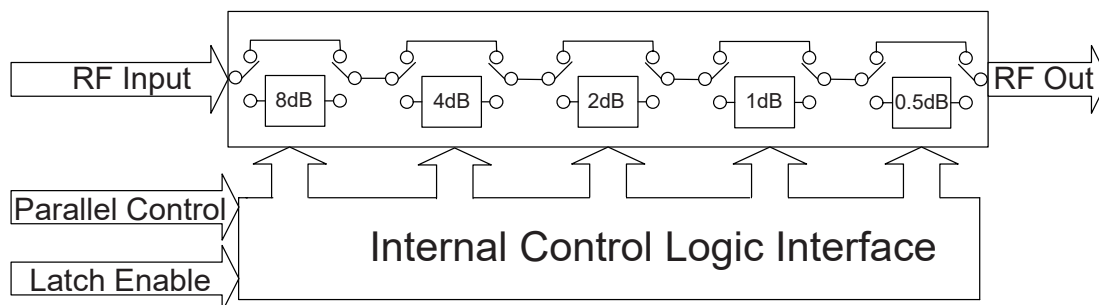 RF Input
8dB
4dB
2dB
1dB
0.5dB
RF Out
Parallel Control
Internal Control Logic Interface
Latch Enable